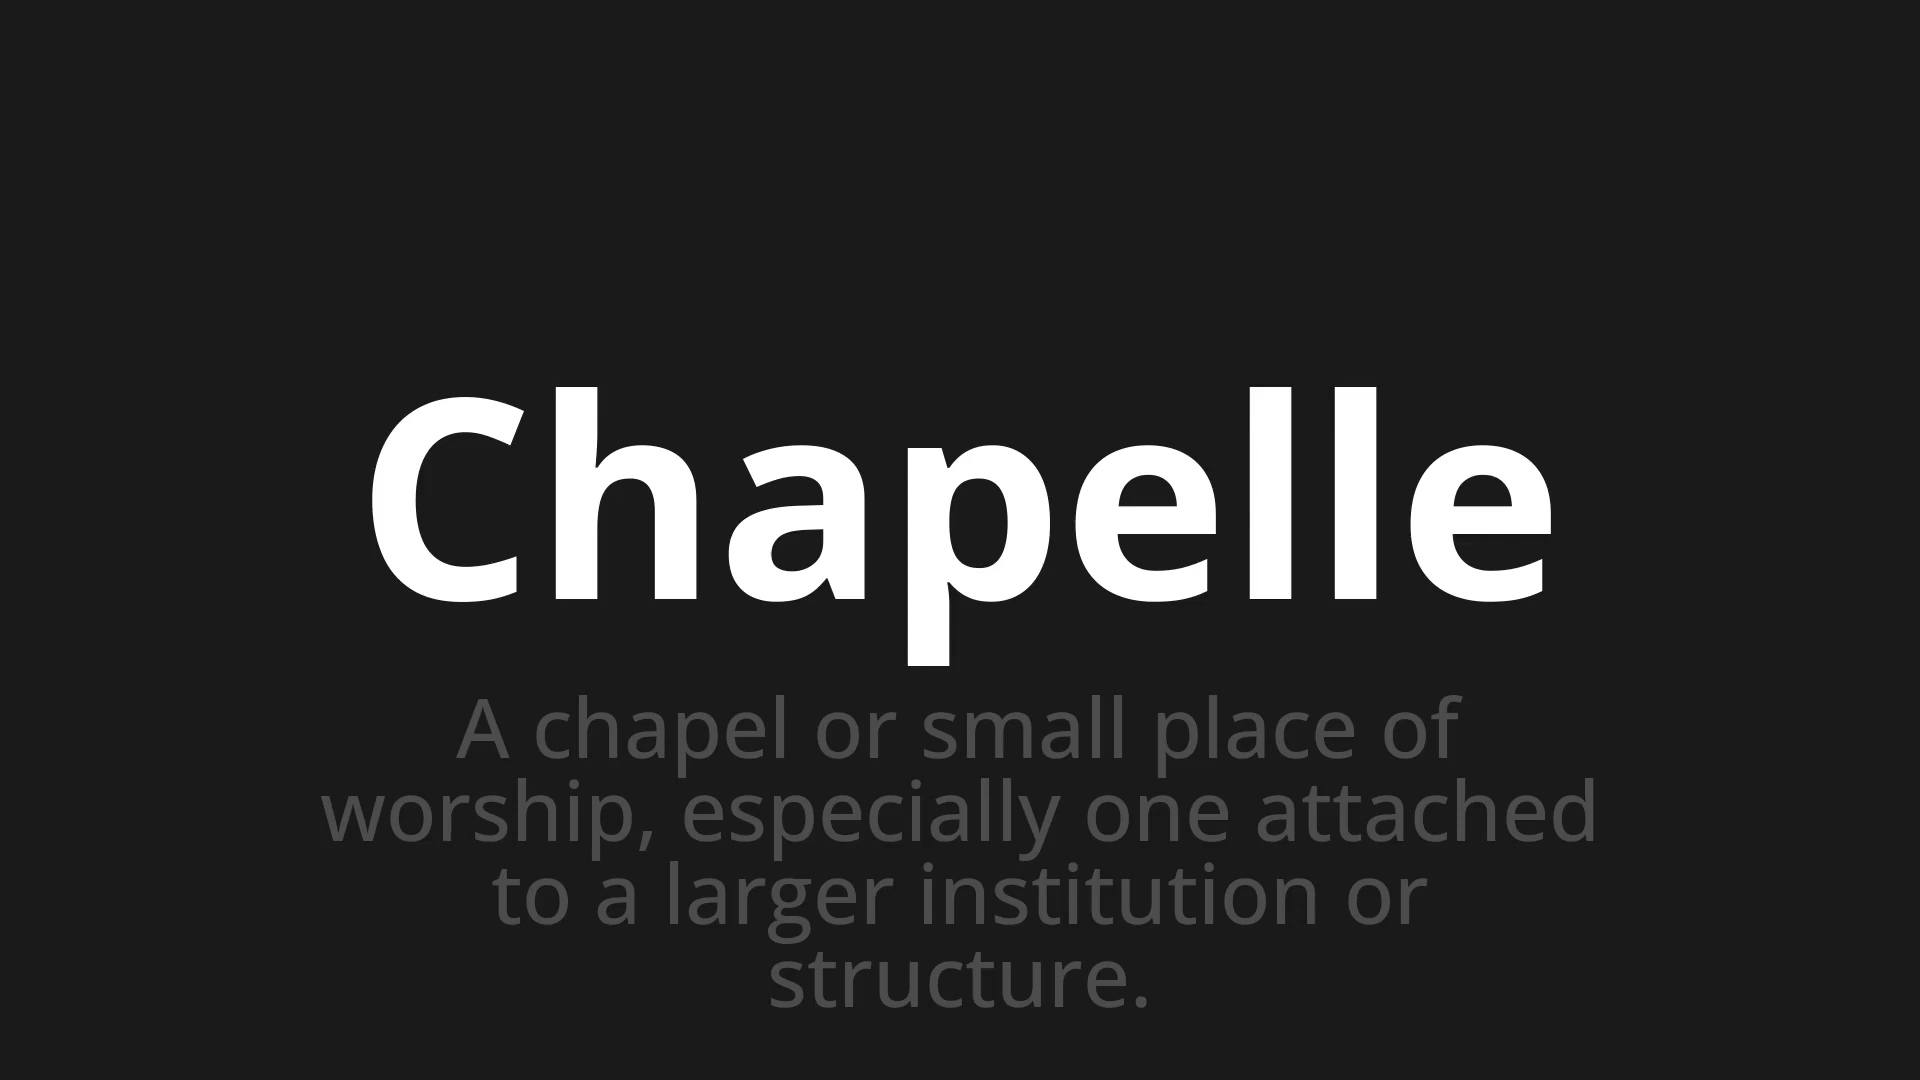 Chapelle
A chapel or small place of
worship, especially one attached
to a larger institution or
structure.